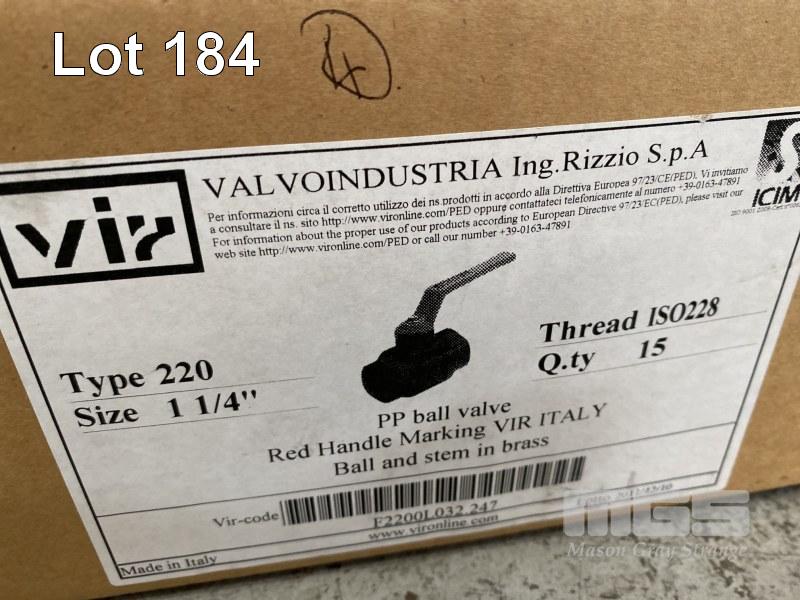 Lot 184
vir
VALVOINDUSTRIA Ing.Rizzio S.p.A
Per informazioni circa il corretto utilizzo dei ns.prodotti in accordo alla Direttiva Europea 97/23/CE(PED). Vi invitiamo
a consultare il ns. sito http://www.vironline.com/PED oppure contattateci telefonicamente al numero +39-0163-47891
For information about the proper use of our products according to European Directive 97/23/EC(PED), please visit our
web site http://www.vironline.com/PED or call our number +39-0163-47891
ICIM
Type 220
Size 1 1/4"
Thread ISO228
Q.ty 15
PP ball valve
Red Handle Marking VIR ITALY
Ball and stem in brass
Vir-code
F2200L032.247
www.vironline.com
Made in Italy
MGS
Mason Gray Strange